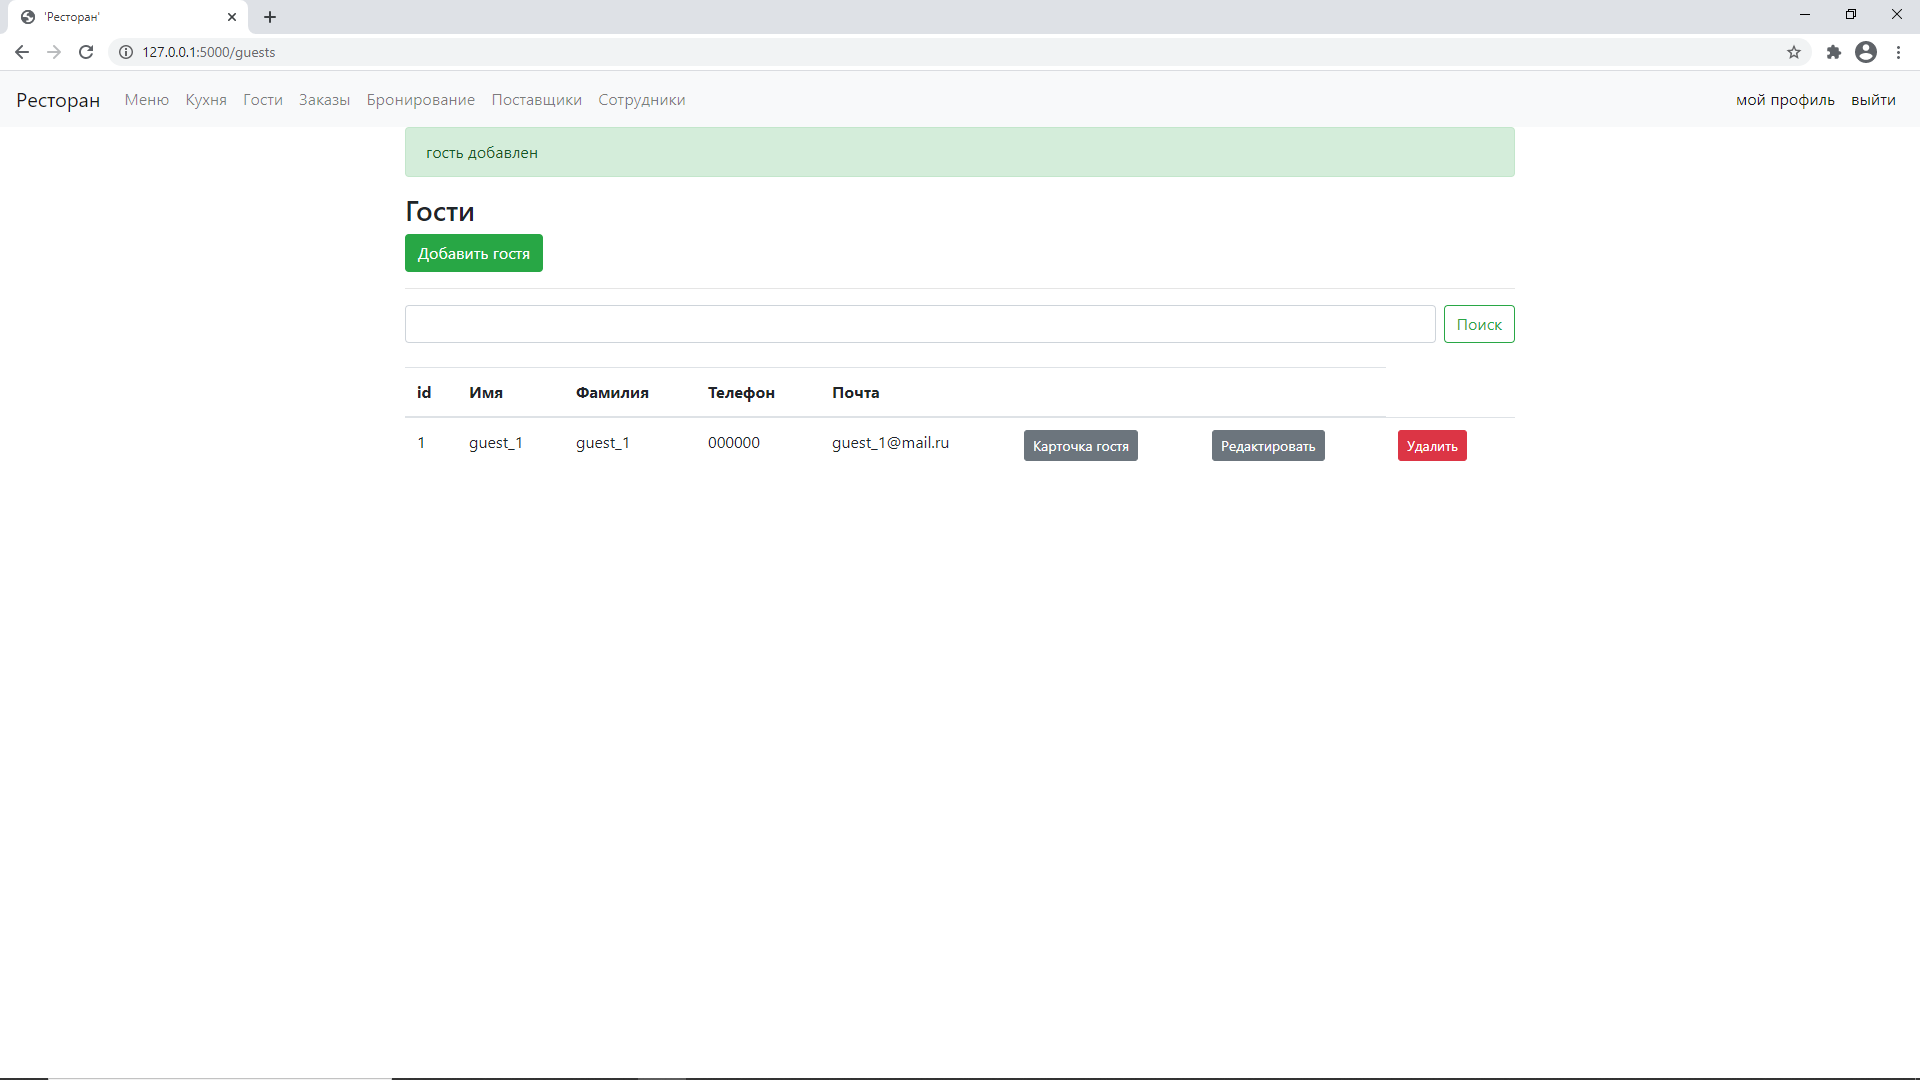 'Ресторан'
127.0.0.1:5000/guests
Ресторан Меню Кухня Гости Заказы Бронирование Поставщики Сотрудники мой профиль выйти
гость добавлен
Гости
Добавить гостя
Поиск
id Имя Фамилия Телефон Почта
1 guest_1 guest_1 000000 guest_1@mail.ru Карточка гостя Редактировать Удалить